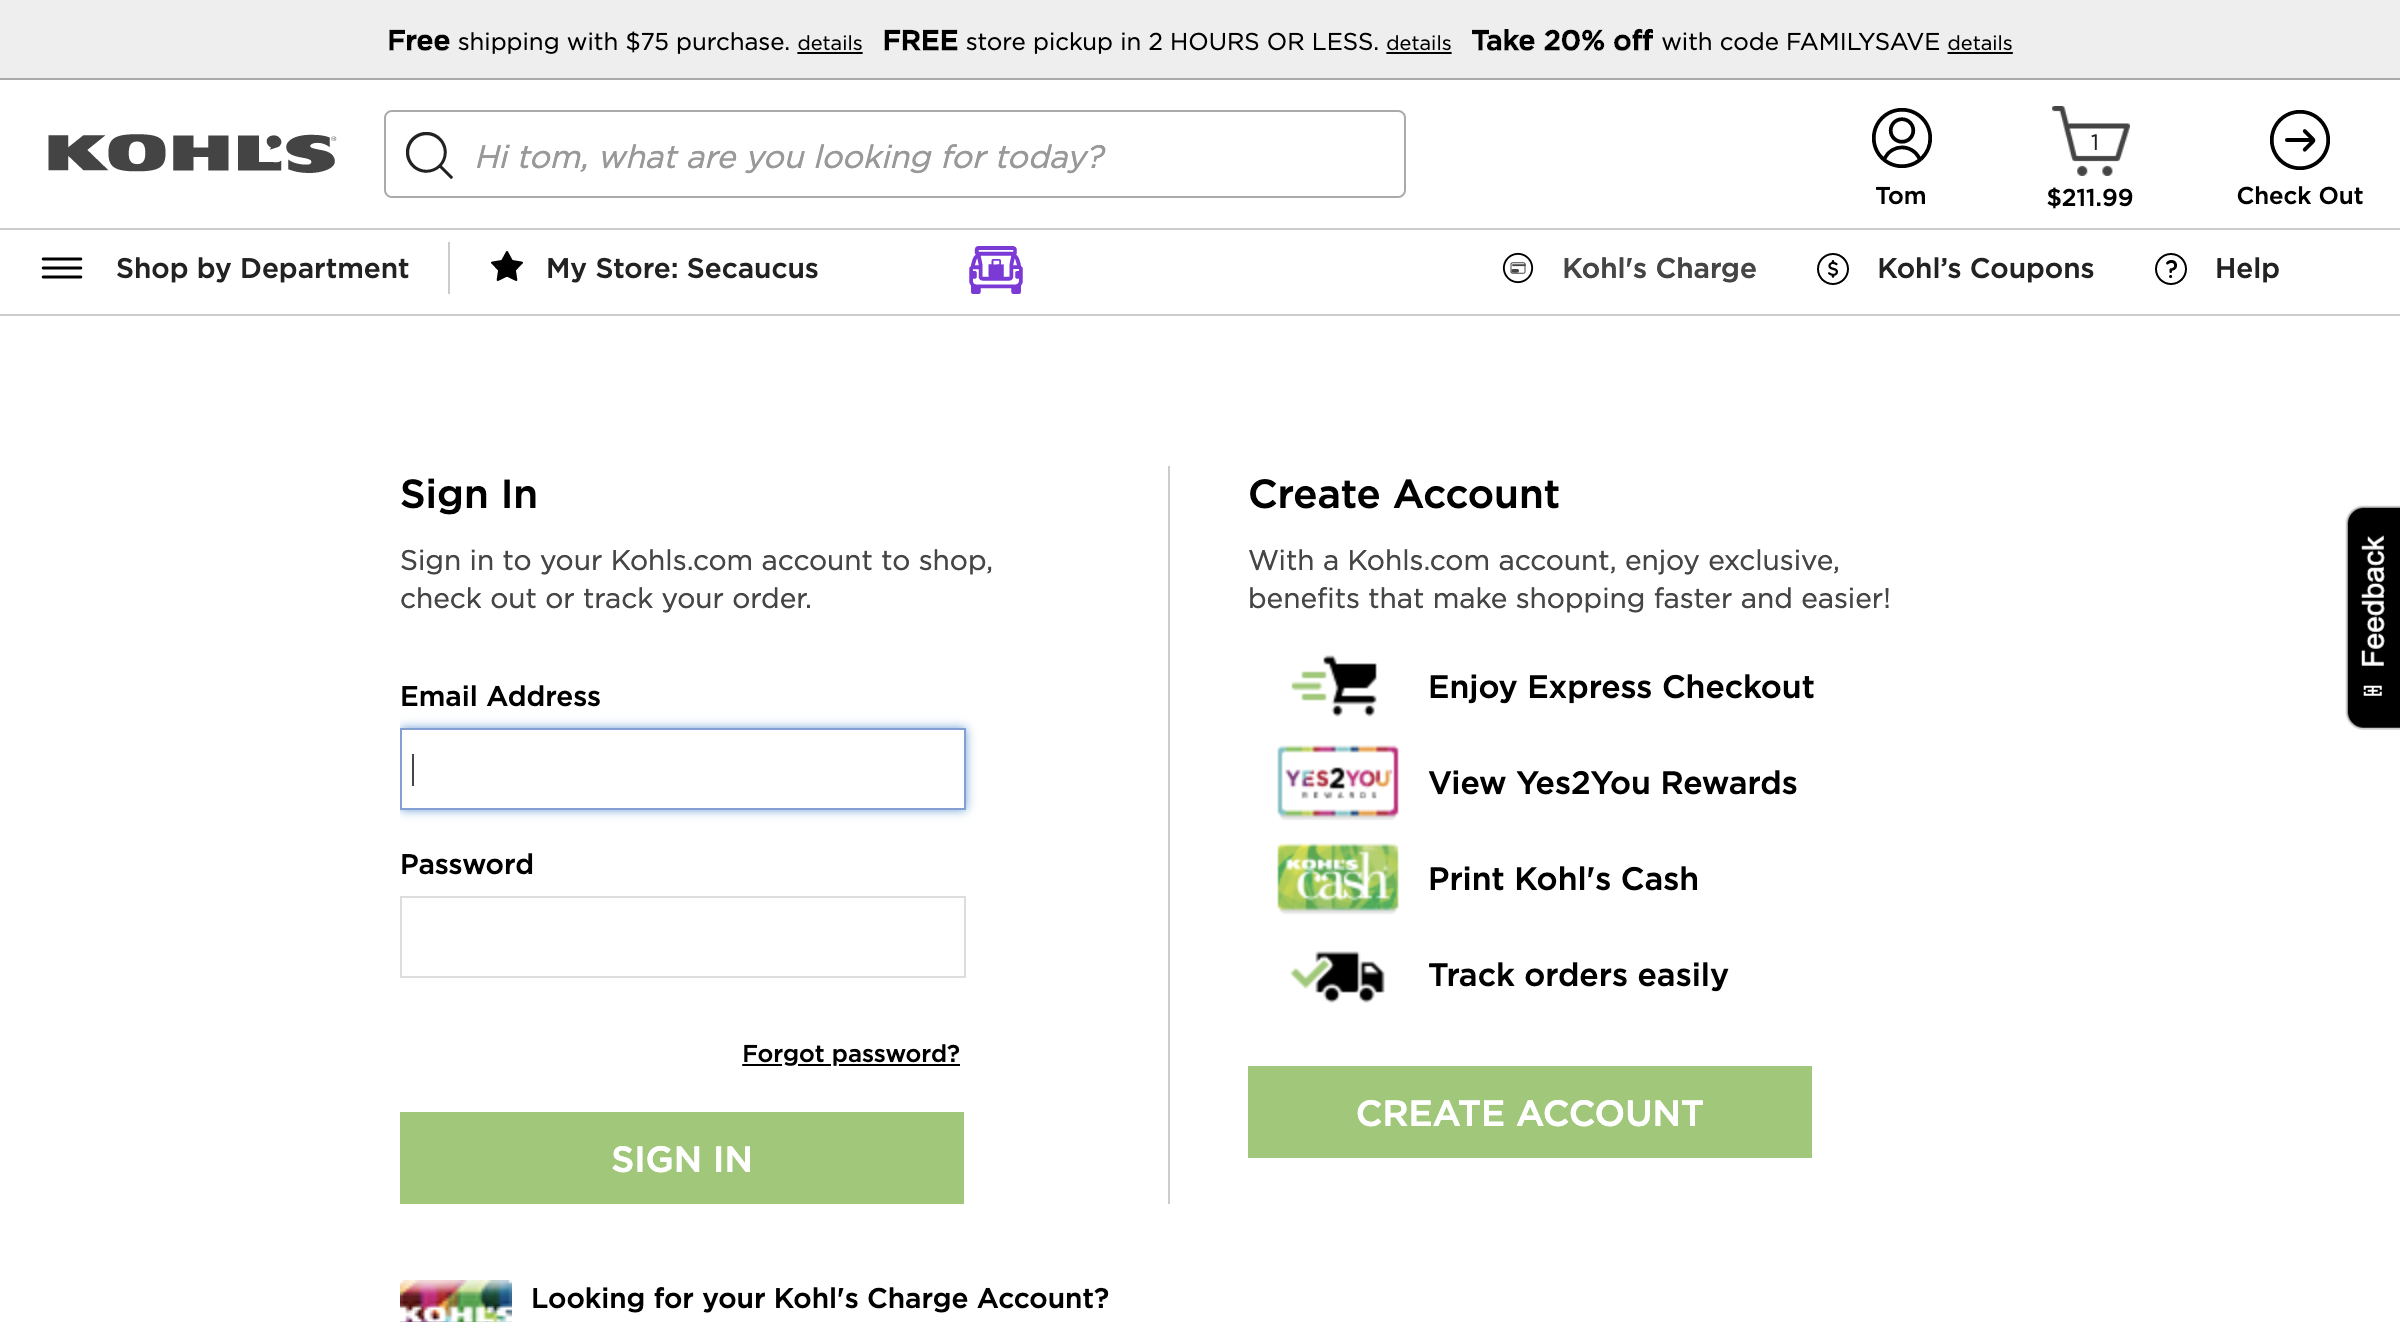 Free shipping with $75 purchase. details FREE store pickup in 2 HOURS OR LESS. details Take 20% off with code FAMILYSAVE details
KOHL'S
Hi tom, what are you looking for today?
Tom
1
$211.99
Check Out
Shop by Department
My Store: Secaucus
Kohl's Charge
$
Kohl’s Coupons
?
Help
Sign In
Sign in to your Kohls.com account to shop,
check out or track your order.
Email Address
Password
Forgot password?
SIGN IN
Create Account
With a Kohls.com account, enjoy exclusive,
benefits that make shopping faster and easier!
Enjoy Express Checkout
YES2YOU
REWARDS
View Yes2You Rewards
KOHL'S
cash
Print Kohl's Cash
Track orders easily
CREATE ACCOUNT
Feedback
KOHL'S
Looking for your Kohl's Charge Account?